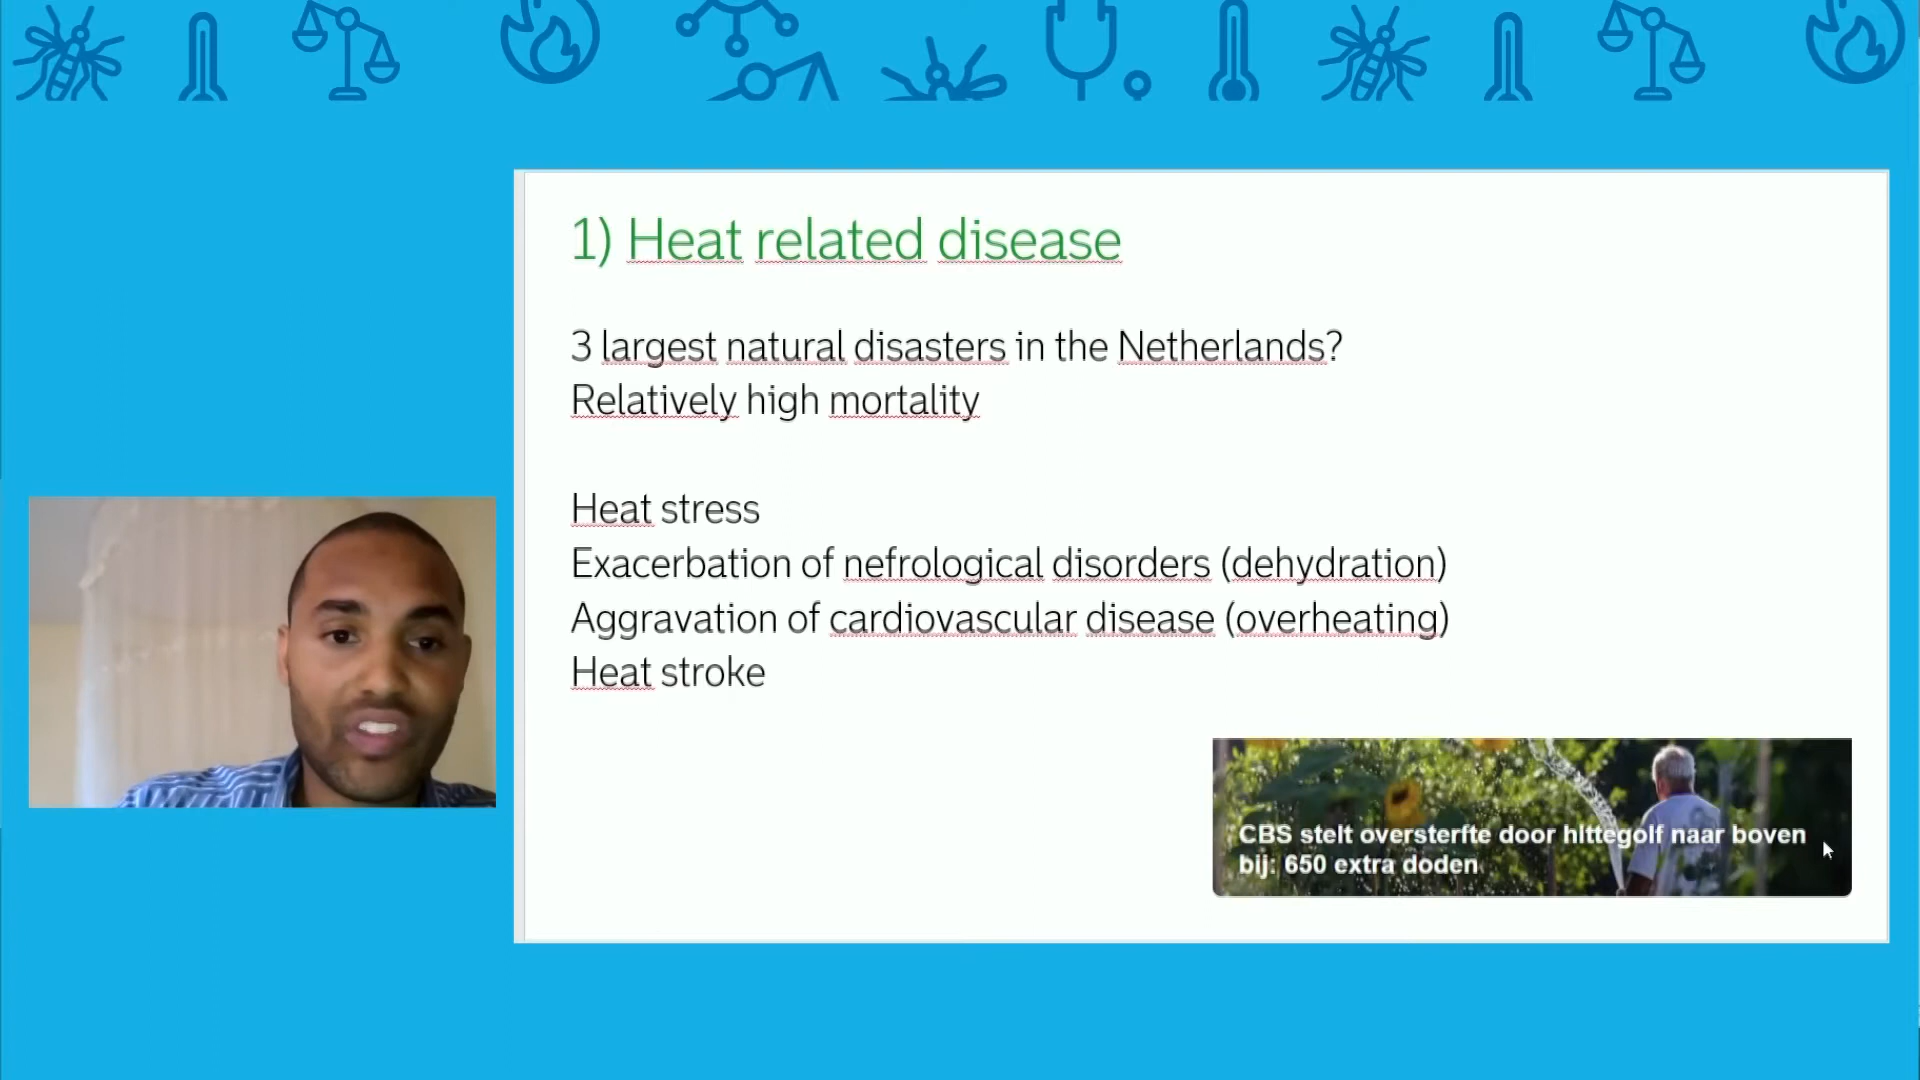 1) Heat related disease
3 largest natural disasters in the Netherlands?
Relatively high mortality
Heat stress
Exacerbation of nefrological disorders (dehydration)
Aggravation of cardiovascular disease (overheating)
Heat stroke
CBS stelt oversterfte door hittegolf naar boven
bij: 650 extra doden